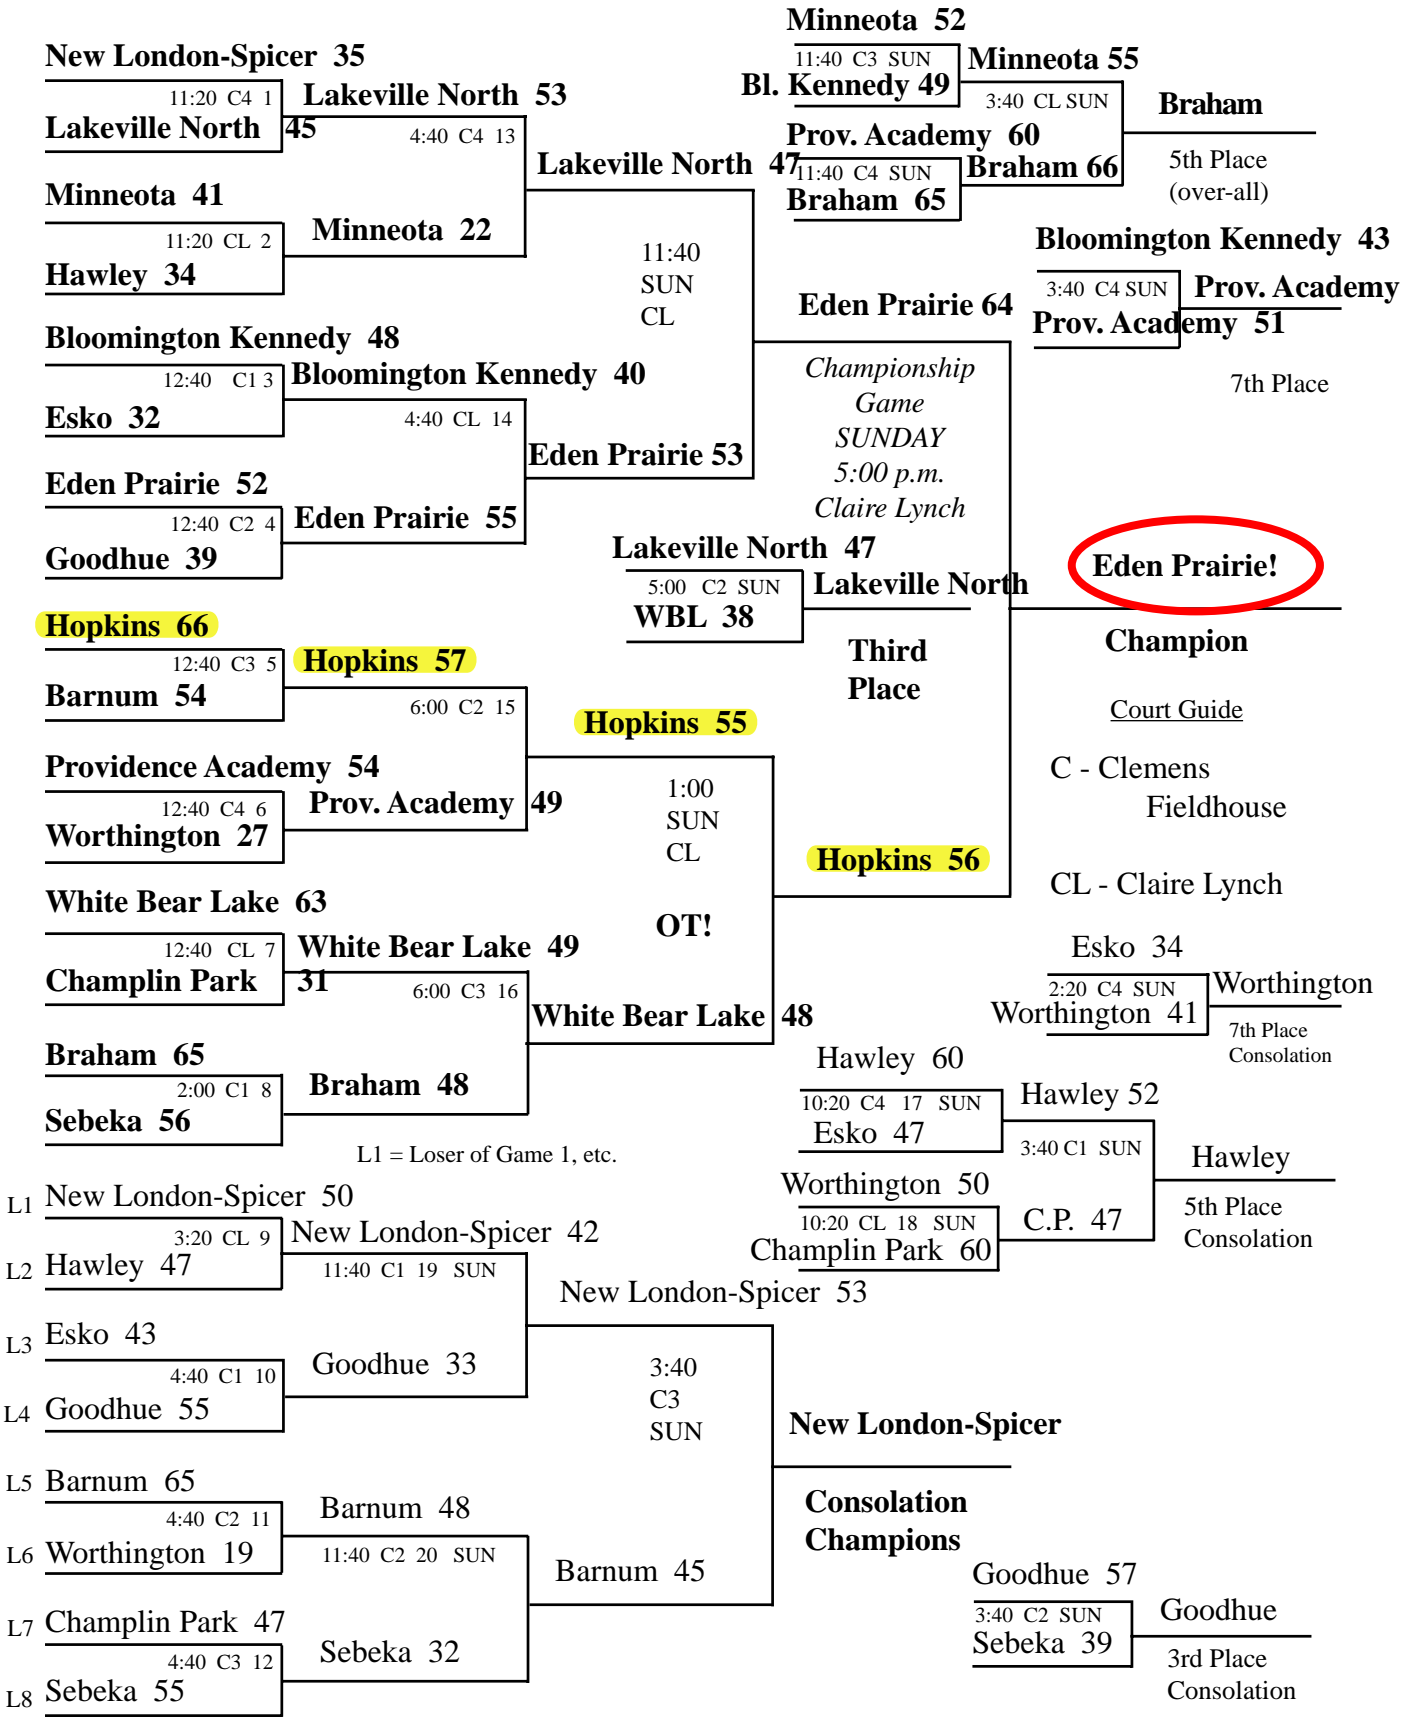 Minneota 52
New London-Spicer 35
11:40 C3 SUN
Minneota 55
Bl. Kennedy 49
11:20 C4 1
Lakeville North 53
3:40 CL SUN
Braham
Lakeville North 45
4:40 C4 13
Prov. Academy 60
Lakeville North 47
11:40 C4 SUN
Braham 66
5th Place
(over-all)
Minneota 41
Braham 65
11:20 CL 2
Minneota 22
Hawley 34
11:40
SUN
CL
Bloomington Kennedy 43
3:40 C4 SUN
Prov. Academy
Prov. Academy 51
7th Place
Eden Prairie 64
Bloomington Kennedy 48
12:40 C1 3
Bloomington Kennedy 40
Esko 32
4:40 CL 14
Championship
Game
SUNDAY
5:00 p.m.
Claire Lynch
Eden Prairie 53
Eden Prairie 52
12:40 C2 4
Eden Prairie 55
Goodhue 39
Lakeville North 47
5:00 C2 SUN
Lakeville North
WBL 38
Third
Place
Eden Prairie!
Champion
Hopkins 66
12:40 C3 5
Hopkins 57
Barnum 54
6:00 C2 15
Hopkins 55
Court Guide
C - Clemens
Fieldhouse
CL - Claire Lynch
Providence Academy 54
12:40 C4 6
Prov. Academy 49
Worthington 27
1:00
SUN
CL
OT!
Hopkins 56
White Bear Lake 63
12:40 CL 7
White Bear Lake 49
Champlin Park 31
6:00 C3 16
White Bear Lake 48
Esko 34
2:20 C4 SUN
Worthington
Worthington 41
7th Place
Consolation
Braham 65
2:00 C1 8
Braham 48
Sebeka 56
Hawley 60
10:20 C4 17 SUN
Hawley 52
Esko 47
3:40 C1 SUN
Hawley
L1 = Loser of Game 1, etc.
Worthington 50
10:20 CL 18 SUN
C.P. 47
Champlin Park 60
5th Place
Consolation
L1 New London-Spicer 50
3:20 CL 9
New London-Spicer 42
L2 Hawley 47
11:40 C1 19 SUN
New London-Spicer 53
L3 Esko 43
4:40 C1 10
Goodhue 33
L4 Goodhue 55
3:40
C3
SUN
New London-Spicer
Consolation
Champions
L5 Barnum 65
4:40 C2 11
Barnum 48
L6 Worthington 19
11:40 C2 20 SUN
Barnum 45
L7 Champlin Park 47
4:40 C3 12
Sebeka 32
L8 Sebeka 55
Goodhue 57
3:40 C2 SUN
Goodhue
Sebeka 39
3rd Place
Consolation